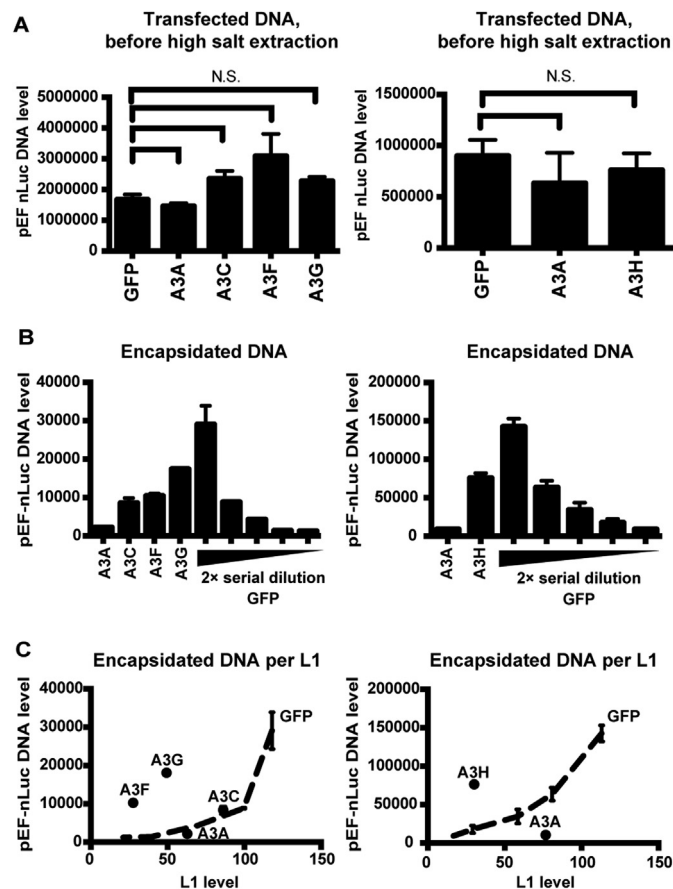 A
Transfected DNA,
before high salt extraction
N.S.
pEF nLuc DNA level
5000000
4000000
3000000
2000000
1000000
0
GFP
A3A
A3C
A3F
A3G
Transfected DNA,
before high salt extraction
N.S.
pEF nLuc DNA level
1500000
1000000
500000
0
GFP
A3A
A3H
B
Encapsidated DNA
pEF-nLuc DNA level
40000
30000
20000
10000
0
A3A
A3C
A3F
A3G
2× serial dilution
GFP
Encapsidated DNA
pEF-nLuc DNA level
200000
150000
100000
50000
0
A3A
A3H
2× serial dilution
GFP
C
Encapsidated DNA per L1
pEF-nLuc DNA level
40000
30000
20000
10000
0
GFP
A3G
A3F
A3C
A3A
0 50 100 150
L1 level
Encapsidated DNA per L1
pEF-nLuc DNA level
200000
150000
100000
50000
0
GFP
A3H
A3A
0 50 100 150
L1 level